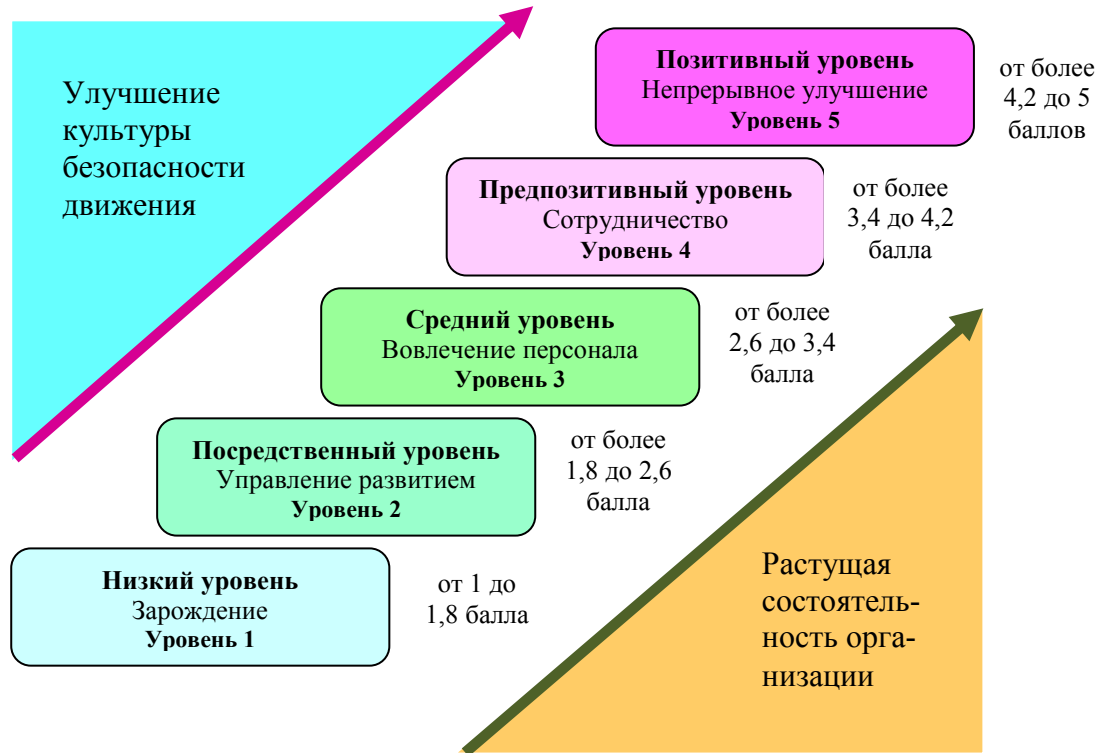 Улучшение
культуры
безопасности
движения
Позитивный уровень
Непрерывное улучшение
Уровень 5
от более
4,2 до 5
баллов
Предпозитивный уровень
Сотрудничество
Уровень 4
от более
3,4 до 4,2
балла
Средний уровень
Вовлечение персонала
Уровень 3
от более
2,6 до 3,4
балла
Посредственный уровень
Управление развитием
Уровень 2
от более
1,8 до 2,6
балла
Низкий уровень
Зарождение
Уровень 1
от 1 до
1,8 балла
Растущая
состоятель-
ность орга-
низации